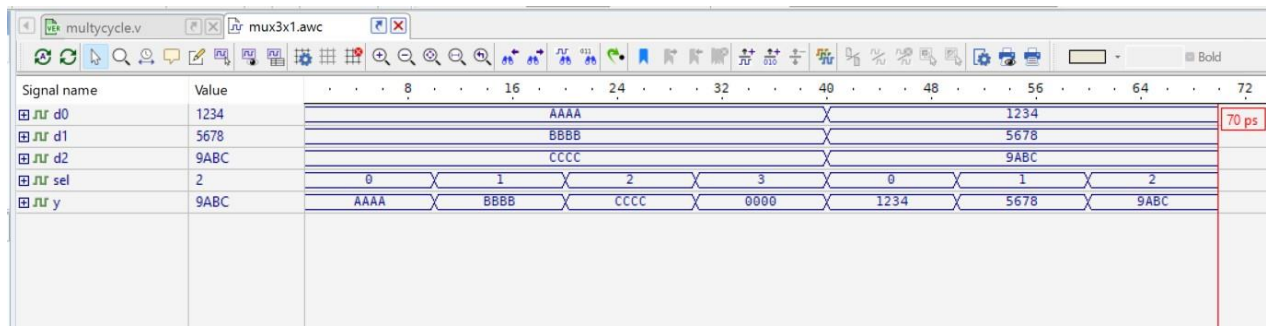 multycycle.v mux3x1.awc
Bold
Signal name Value 8 16 24 32 40 48 56 64 72
d0 1234 AAAA 1234 70 ps
d1 5678 BBBB 5678
d2 9ABC CCCC 9ABC
sel 2 0 1 2 3 0 1 2
y 9ABC AAAA BBBB CCCC 0000 1234 5678 9ABC